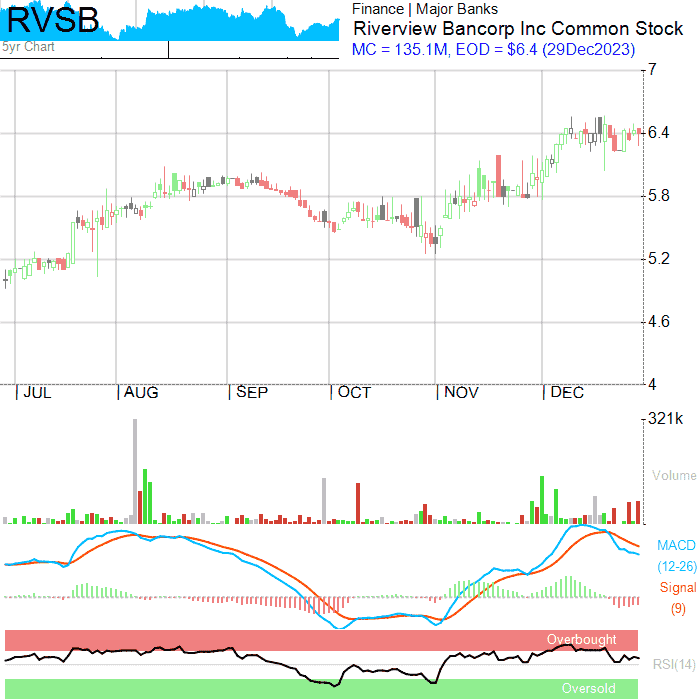 RVSB
5yr Chart
Finance | Major Banks
Riverview Bancorp Inc Common Stock
MC = 135.1M, EOD = $6.4 (29Dec2023)
7
6.4
5.8
5.2
4.6
4
JUL AUG SEP OCT NOV DEC
321k
Volume
MACD
(12-26)
Signal
(9)
Overbought
RSI(14)
Oversold